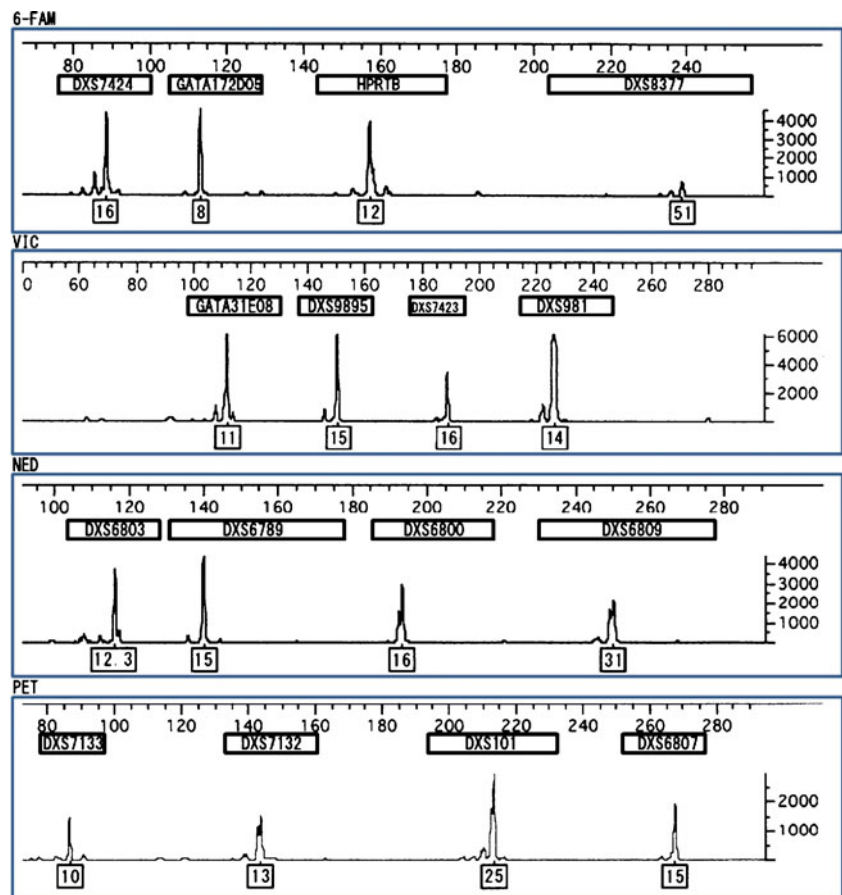 6-FAM
80 100 120 140 160 180 200 220 240
DXS7424 GATA172D05 HPRTB DXS8377
4000
3000
2000
1000
16 8 12 51
VIC
0 60 80 100 120 140 160 180 200 220 240 260 280
GATA31E08 DXS9895 DXS7423 DXS981
6000
4000
2000
11 15 16 14
NED
100 120 140 160 180 200 220 240 260 280
DXS6803 DXS6789 DXS6800 DXS6809
4000
3000
2000
1000
12.3 15 16 31
PET
80 100 120 140 160 180 200 220 240 260 280
DXS7133 DXS7132 DXS101 DXS6807
2000
1000
10 13 25 15